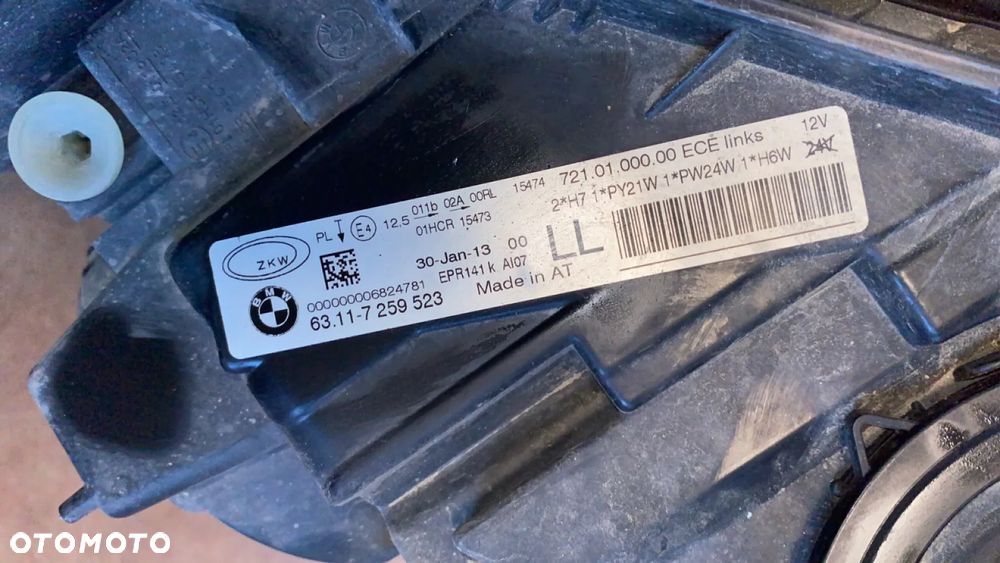 721.01.000.00 ECE links 12V
2*H7 1*PY21W 1*PW24W 1*H6W 24V
ZKW PL E4 12,5 011b 02A 00RL 15474
01HCR 15473
30-Jan-13 00 LL
EPR141 k AI07
000000006824781 Made in AT
BMW 63.11-7 259 523
OTOMOTO